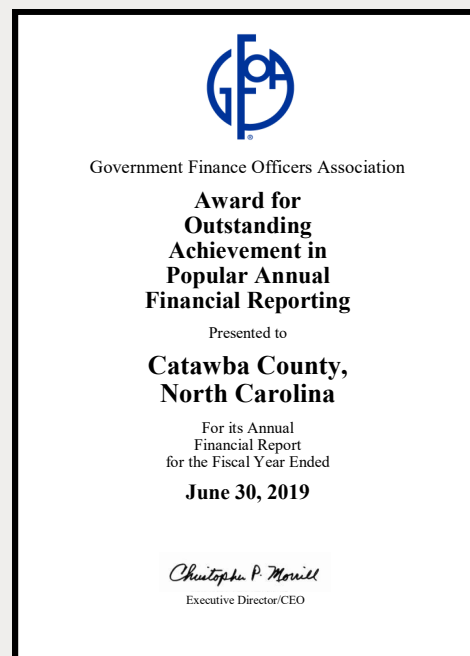 GFOA
®
Government Finance Officers Association
Award for
Outstanding
Achievement in
Popular Annual
Financial Reporting
Presented to
Catawba County,
North Carolina
For its Annual
Financial Report
for the Fiscal Year Ended
June 30, 2019
Christopher P. Morrill
Executive Director/CEO